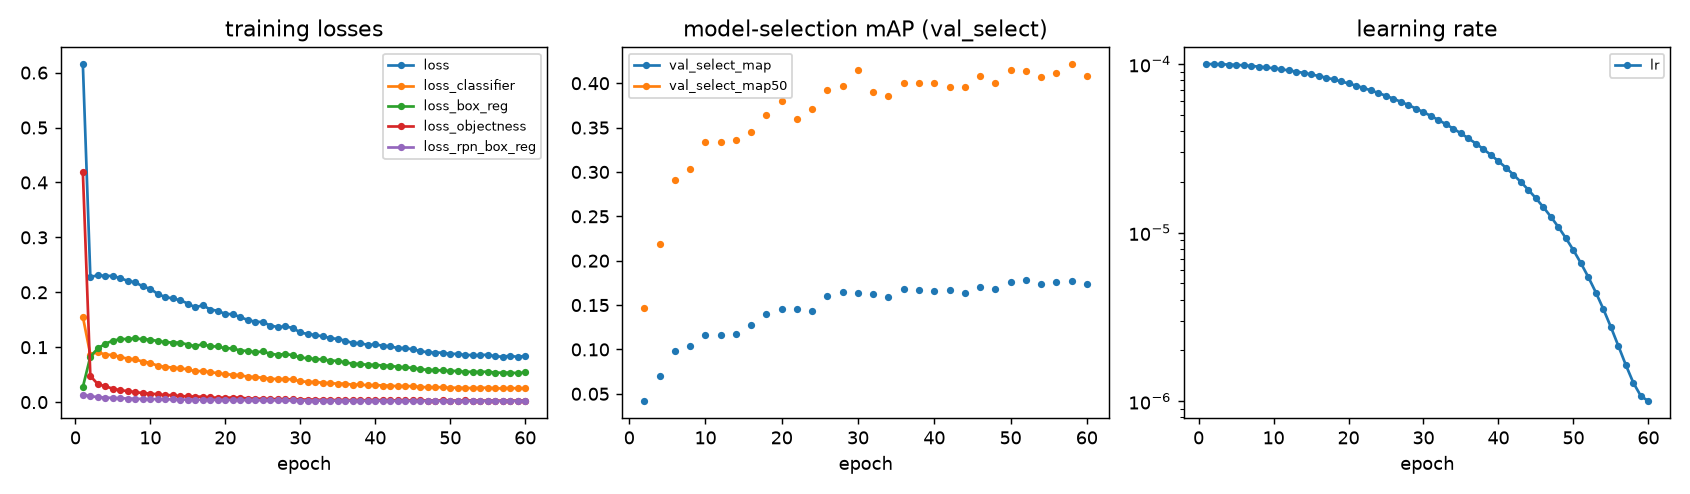 training losses
loss
loss_classifier
loss_box_reg
loss_objectness
loss_rpn_box_reg
0.6
0.5
0.4
0.3
0.2
0.1
0.0
0 10 20 30 40 50 60
epoch
model-selection mAP (val_select)
val_select_map
val_select_map50
0.40
0.35
0.30
0.25
0.20
0.15
0.10
0.05
0 10 20 30 40 50 60
epoch
learning rate
lr
10⁻⁴
10⁻⁵
10⁻⁶
0 10 20 30 40 50 60
epoch